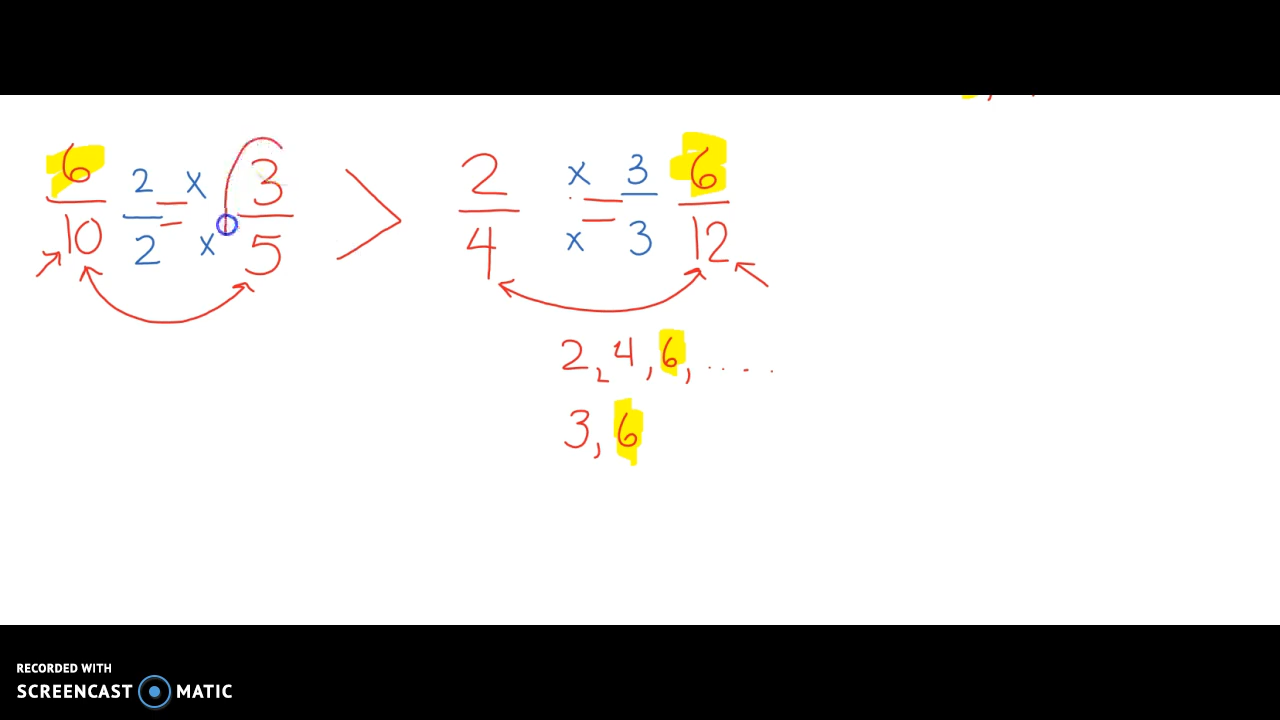 6/10 2/2 = x x 3/5 > 2/4 x x = 3/3 6/12
2, 4, 6, .....
3, 6
RECORDED WITH
SCREENCAST MATIC